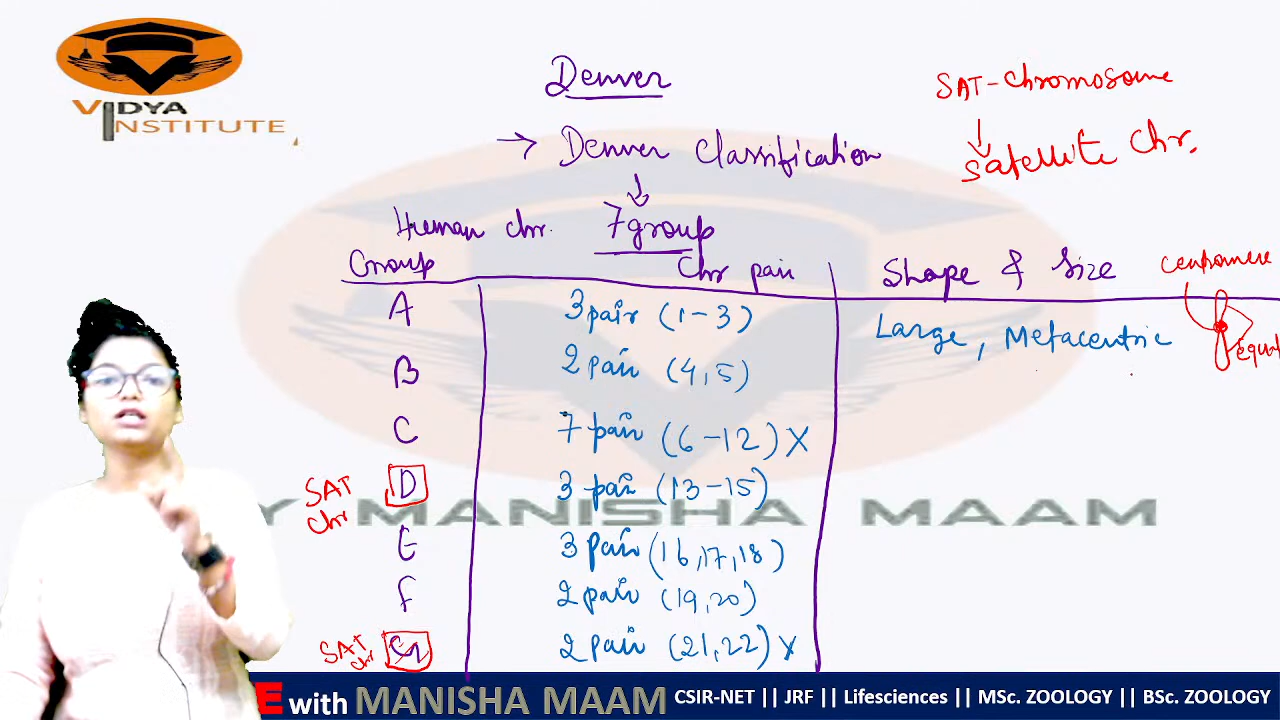 VIDYA
INSTITUTE
Denver
SAT-chromosome
→ Denver classification
↓
satellite chr.
↓
Human chr. 7 group
Group
Chr pair
Shape & Size
centromere
A 3 pair (1-3) Large, Metacentric
equal
B 2 pair (4,5)
C 7 pair (6-12) X
SAT chr D 3 pair (13-15)
MANISHA MAAM
E 3 pair (16,17,18)
F 2 pair (19,20)
SAT chr G 2 pair (21,22) X
E with MANISHA MAAM CSIR-NET || JRF || Lifesciences || MSc. ZOOLOGY || BSc. ZOOLOGY